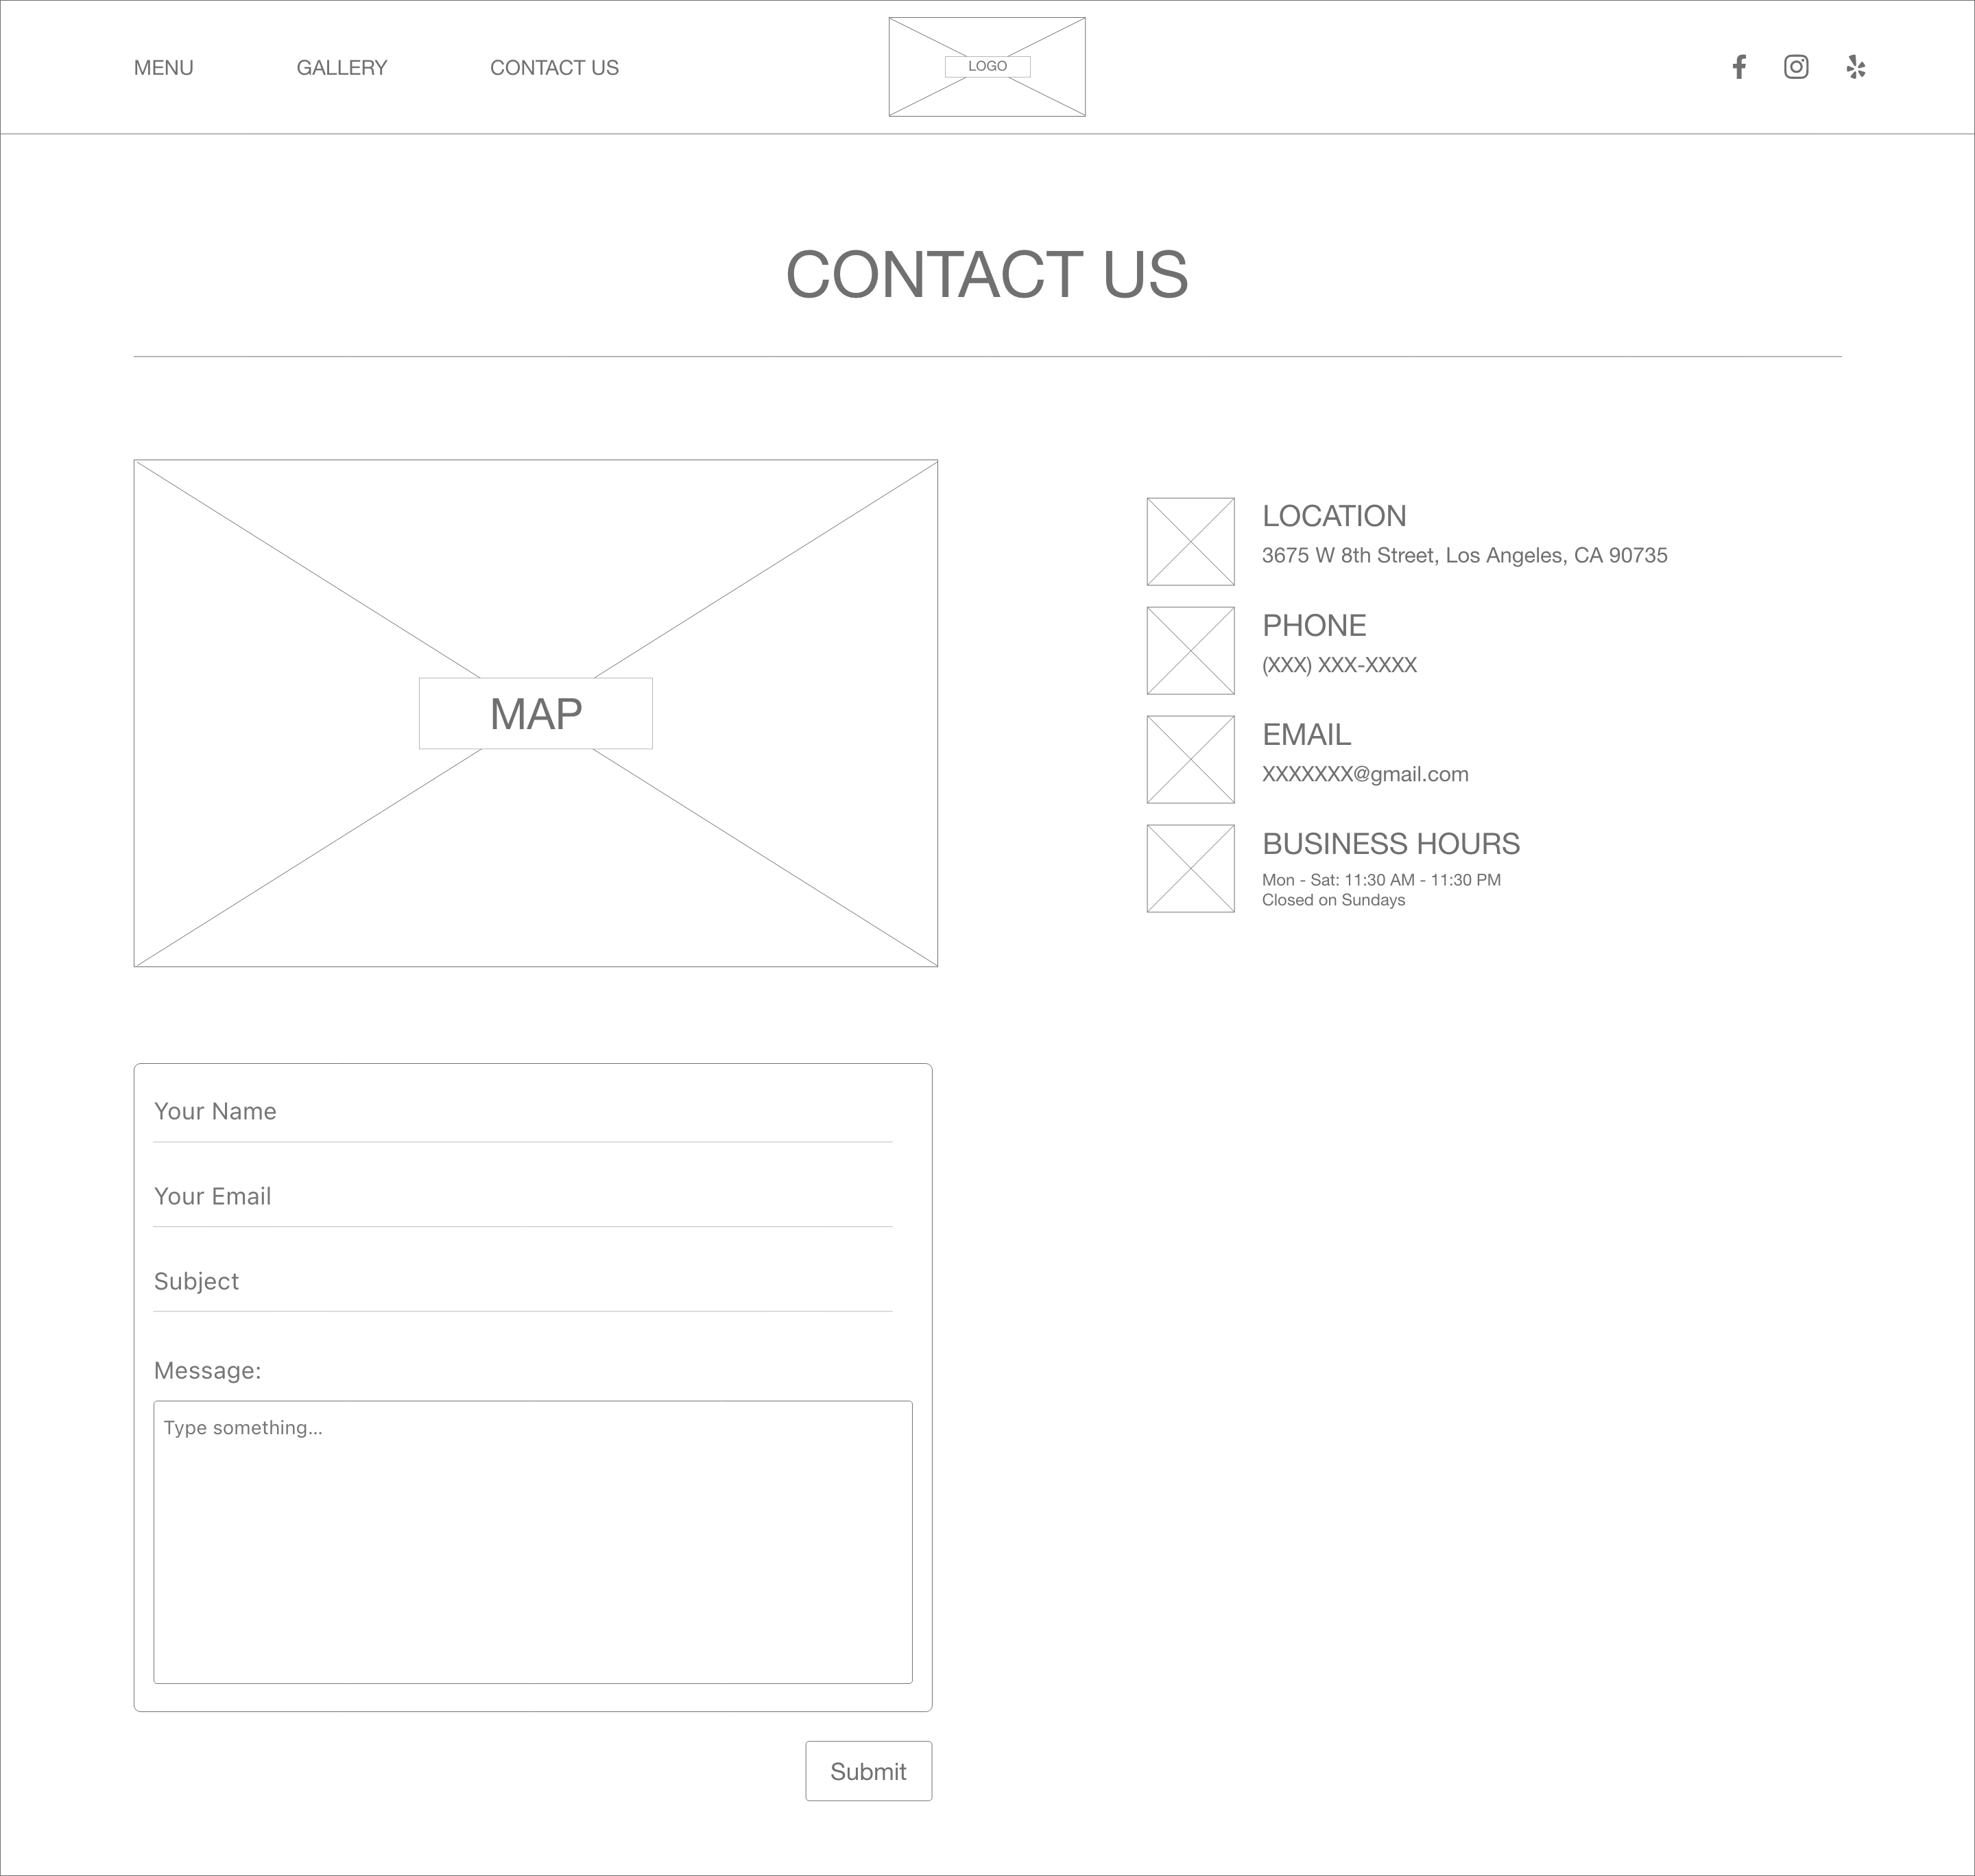 MENU
GALLERY
CONTACT US
LOGO
CONTACT US
MAP
LOCATION
3675 W 8th Street, Los Angeles, CA 90735
PHONE
(XXX) XXX-XXXX
EMAIL
XXXXXXX@gmail.com
BUSINESS HOURS
Mon - Sat: 11:30 AM - 11:30 PM
Closed on Sundays
Your Name
Your Email
Subject
Message:
Type something...
Submit